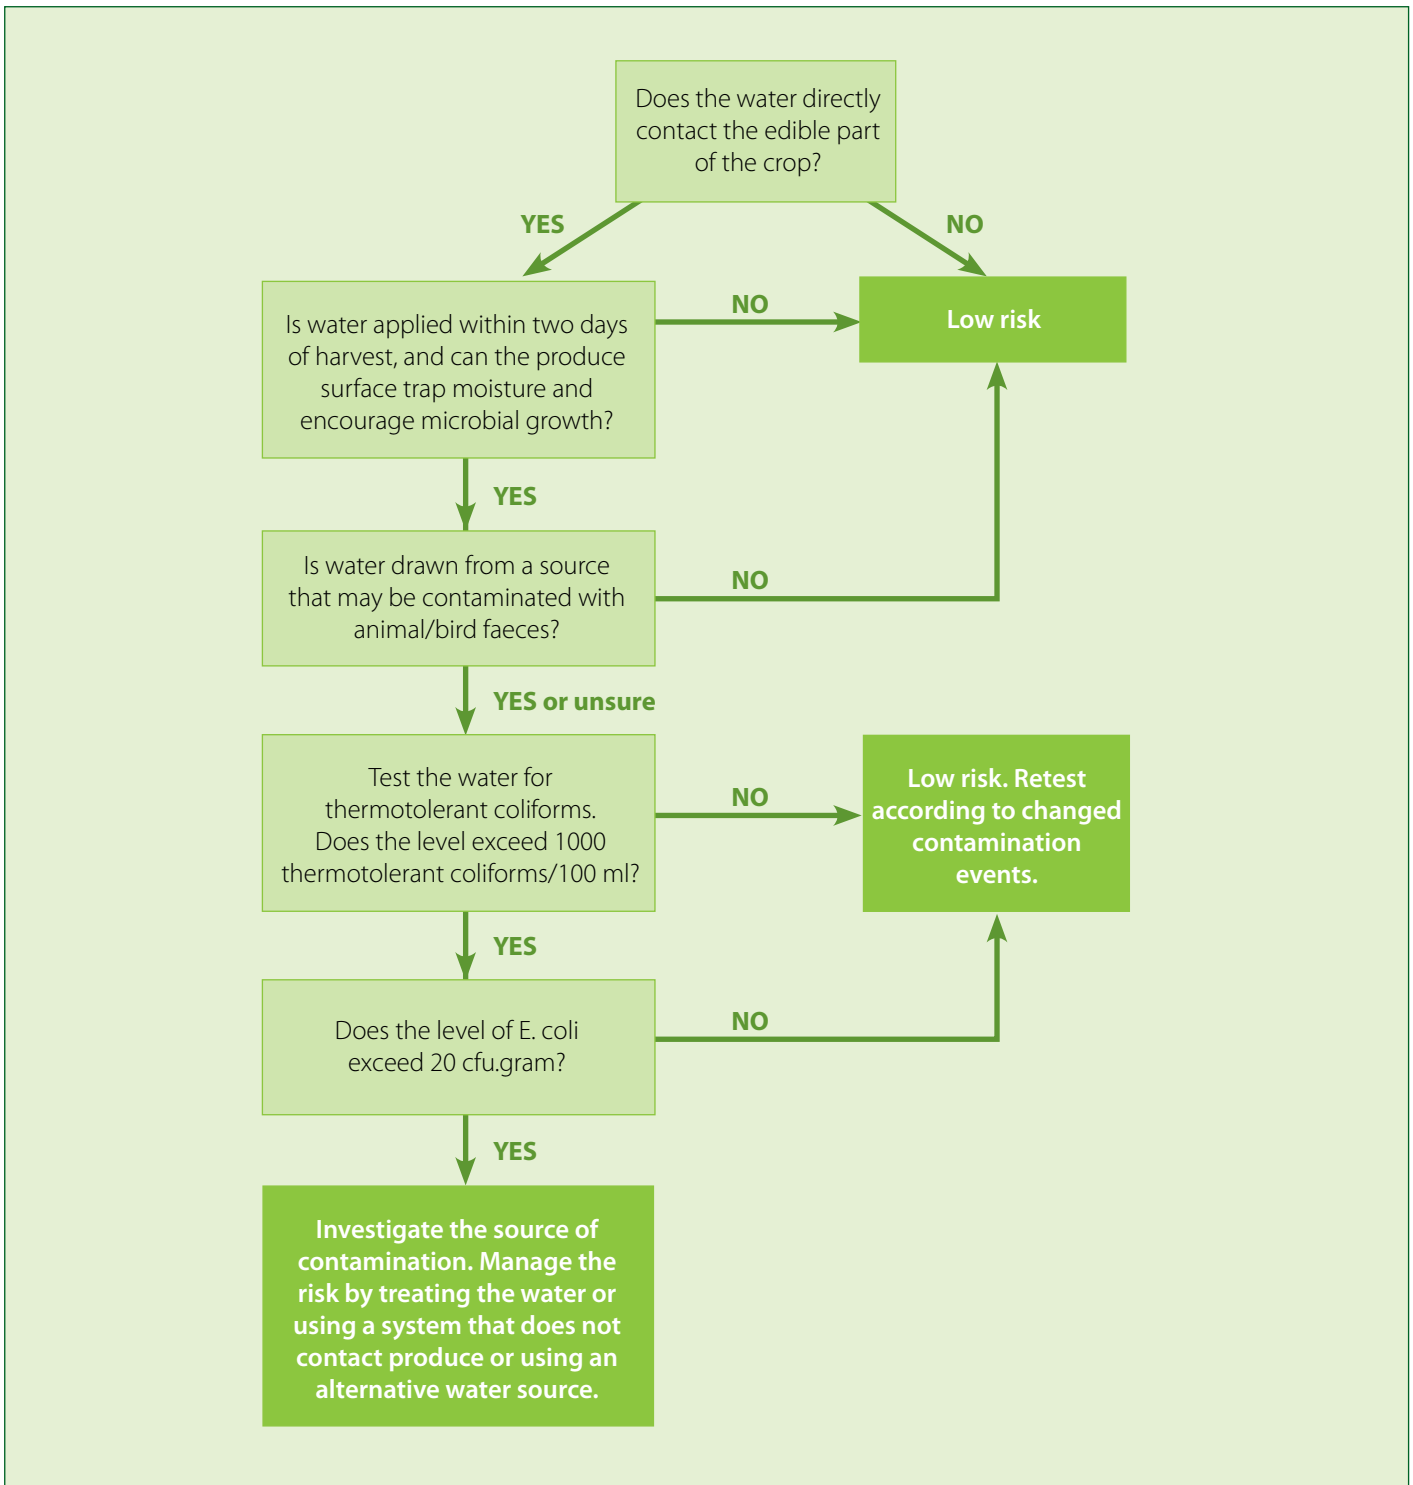 Does the water directly
contact the edible part
of the crop?
YES
NO
Is water applied within two days
of harvest, and can the produce
surface trap moisture and
encourage microbial growth?
NO
Low risk
YES
Is water drawn from a source
that may be contaminated with
animal/bird faeces?
NO
YES or unsure
Test the water for
thermotolerant coliforms.
Does the level exceed 1000
thermotolerant coliforms/100 ml?
NO
Low risk. Retest
according to changed
contamination
events.
YES
Does the level of E. coli
exceed 20 cfu.gram?
NO
YES
Investigate the source of
contamination. Manage the
risk by treating the water or
using a system that does not
contact produce or using an
alternative water source.